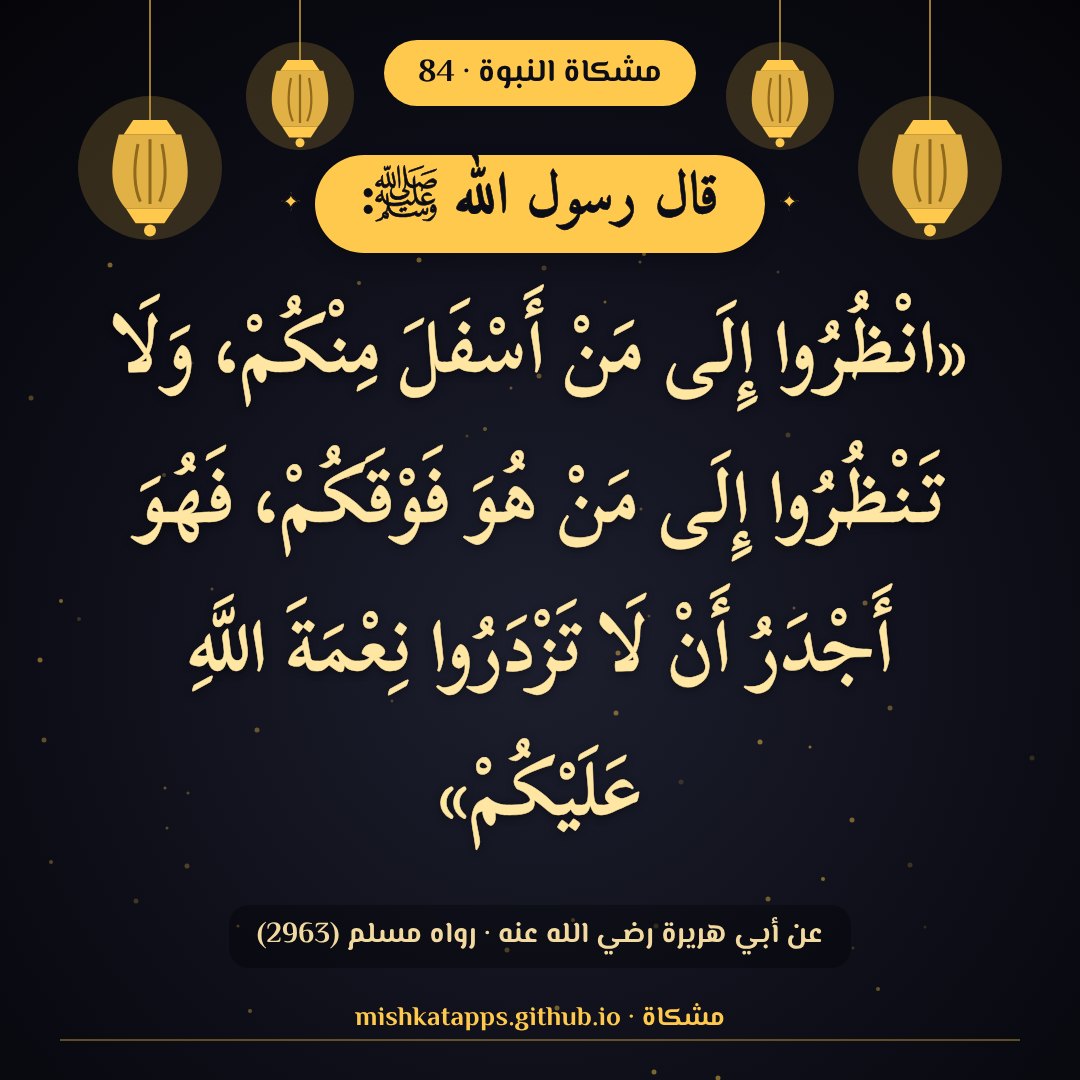 مشكاة النبوة · 84
قال رسول الله ﷺ:
«انْظُرُوا إِلَى مَنْ أَسْفَلَ مِنْكُمْ، وَلَا
تَنْظُرُوا إِلَى مَنْ هُوَ فَوْقَكُمْ، فَهُوَ
أَجْدَرُ أَنْ لَا تَزْدَرُوا نِعْمَةَ اللَّهِ
عَلَيْكُمْ»
عن أبي هريرة رضي الله عنه · رواه مسلم (2963)
مشكاة · mishkatapps.github.io